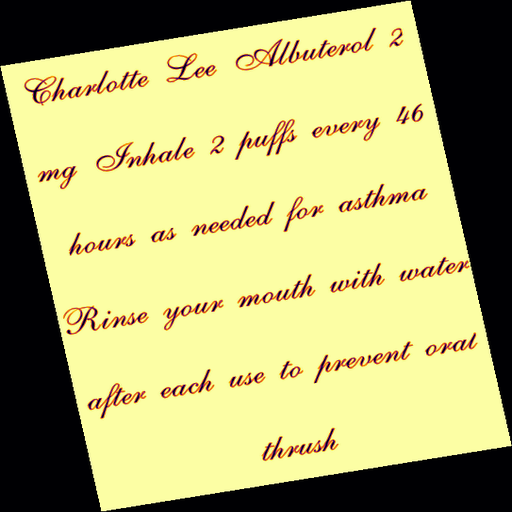 Charlotte Lee Albuterol 2
mg Inhale 2 puffs every 46
hours as needed for asthma
Rinse your mouth with water
after each use to prevent oral
thrush